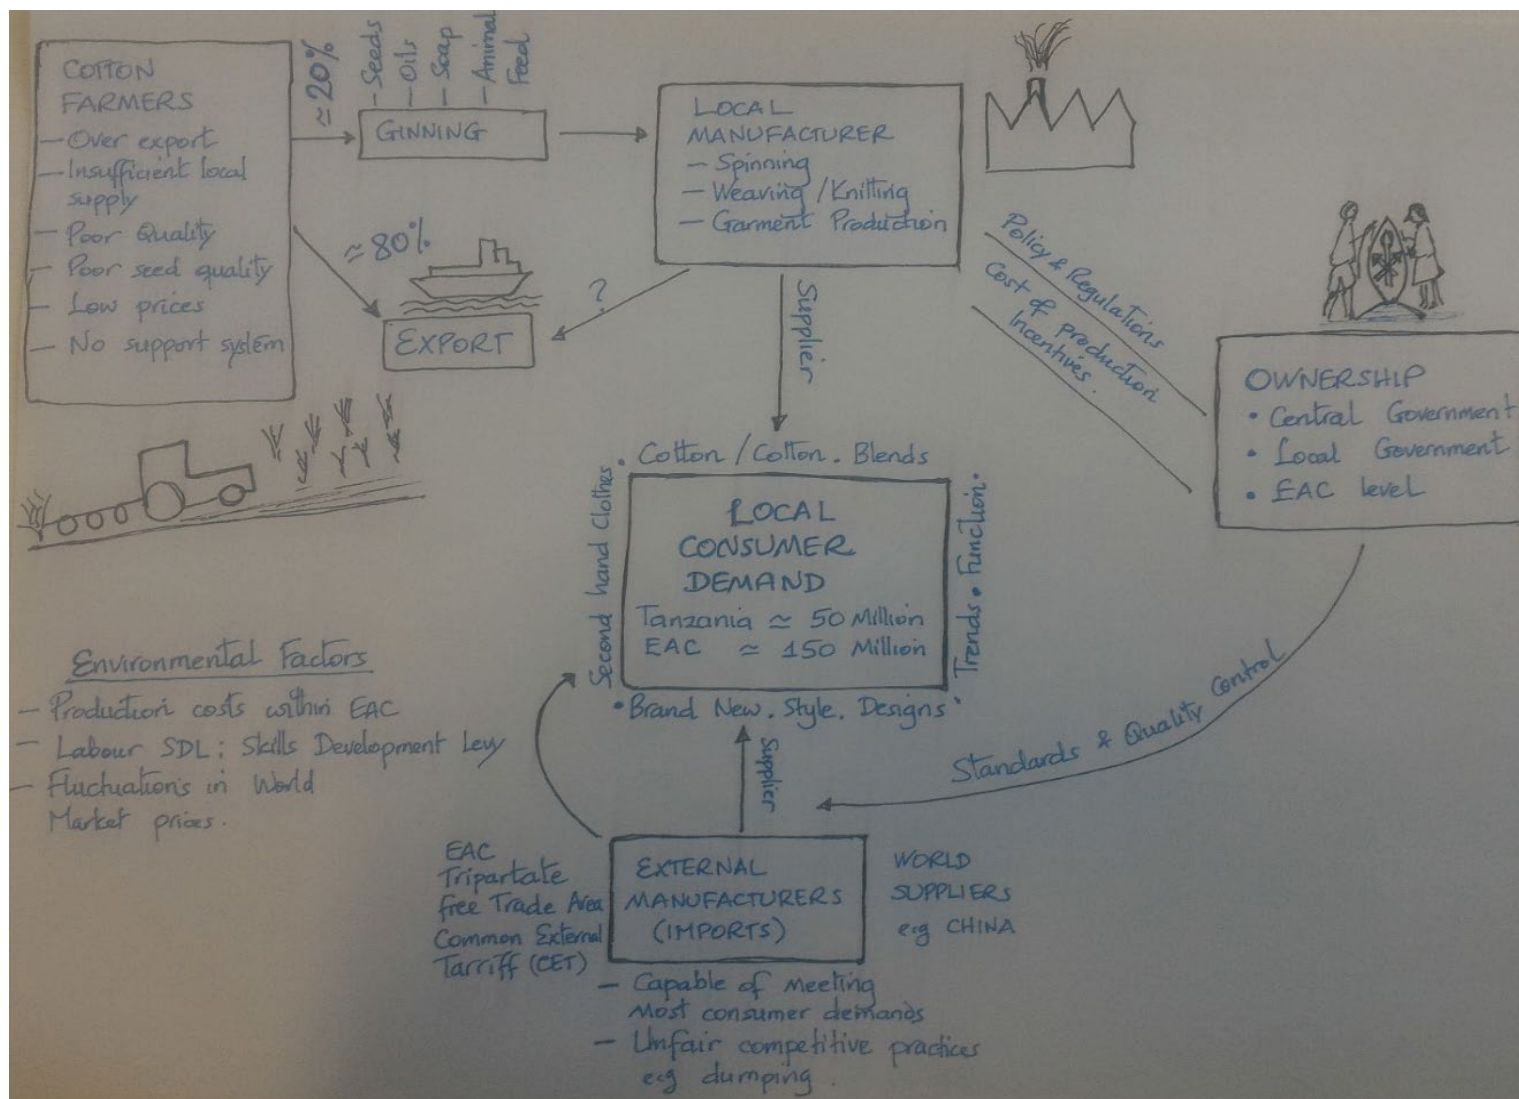 COTTON
FARMERS
- Over export
- Insufficient local
supply
- Poor Quality
- Poor seed quality
- Low prices
- No support system
≃20%
- Seeds
- Oils
- Soap
- Animal
Feed
GINNING
≃80%
EXPORT
?
LOCAL
MANUFACTURER
- Spinning
- Weaving/Knitting
- Garment Production
Supplier
Policy & Regulations
Cost of production
Incentives.
OWNERSHIP
• Central Government
• Local Government
• EAC level
• Cotton/Cotton. Blends
Second hand Clothes
LOCAL
CONSUMER
DEMAND
Tanzania ≃ 50 Million
EAC ≃ 150 Million
Trends • Function •
• Brand New. Style. Designs •
Supplier
Standards & Quality Control
Environmental Factors
- Production costs within EAC
- Labour SDL: Skills Development Levy
- Fluctuations in World
Market prices.
EAC
Tripartate
free Trade Area
Common External
Tarriff (CET)
EXTERNAL
MANUFACTURERS
(IMPORTS)
WORLD
SUPPLIERS
e.g CHINA
- Capable of Meeting
Most consumer demands
- Unfair competitive practices
e.g dumping.